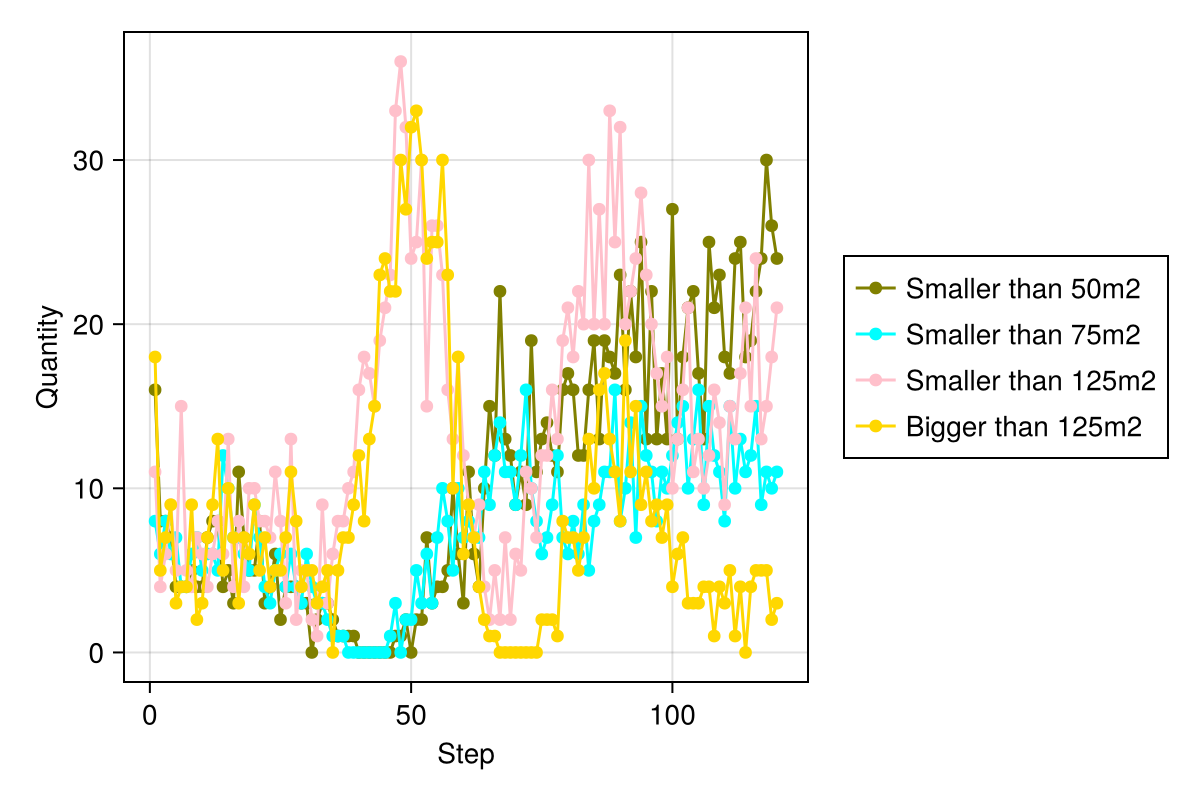 30
20
10
0
Quantity
0 50 100
Step
Smaller than 50m2
Smaller than 75m2
Smaller than 125m2
Bigger than 125m2